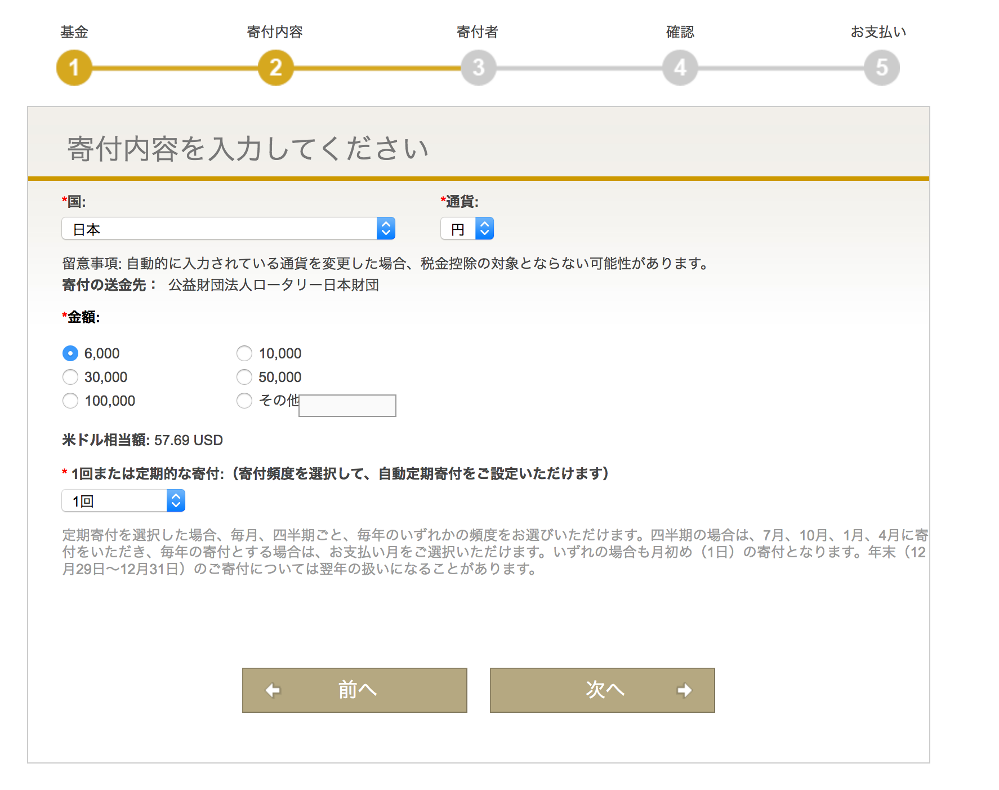 基金 寄付内容 寄付者 確認 お支払い
1 2 3 4 5
寄付内容を入力してください
*国: *通貨:
日本 円
留意事項: 自動的に入力されている通貨を変更した場合、税金控除の対象とならない可能性があります。
寄付の送金先： 公益財団法人ロータリー日本財団
*金額:
6,000 10,000
30,000 50,000
100,000 その他
米ドル相当額: 57.69 USD
* 1回または定期的な寄付:（寄付頻度を選択して、自動定期寄付をご設定いただけます）
1回
定期寄付を選択した場合、毎月、四半期ごと、毎年のいずれかの頻度をお選びいただけます。四半期の場合は、7月、10月、1月、4月に寄
付をいただき、毎年の寄付とする場合は、お支払い月をご選択いただけます。いずれの場合も月初め（1日）の寄付となります。年末（12
月29日～12月31日）のご寄付については翌年の扱いになることがあります。
前へ 次へ